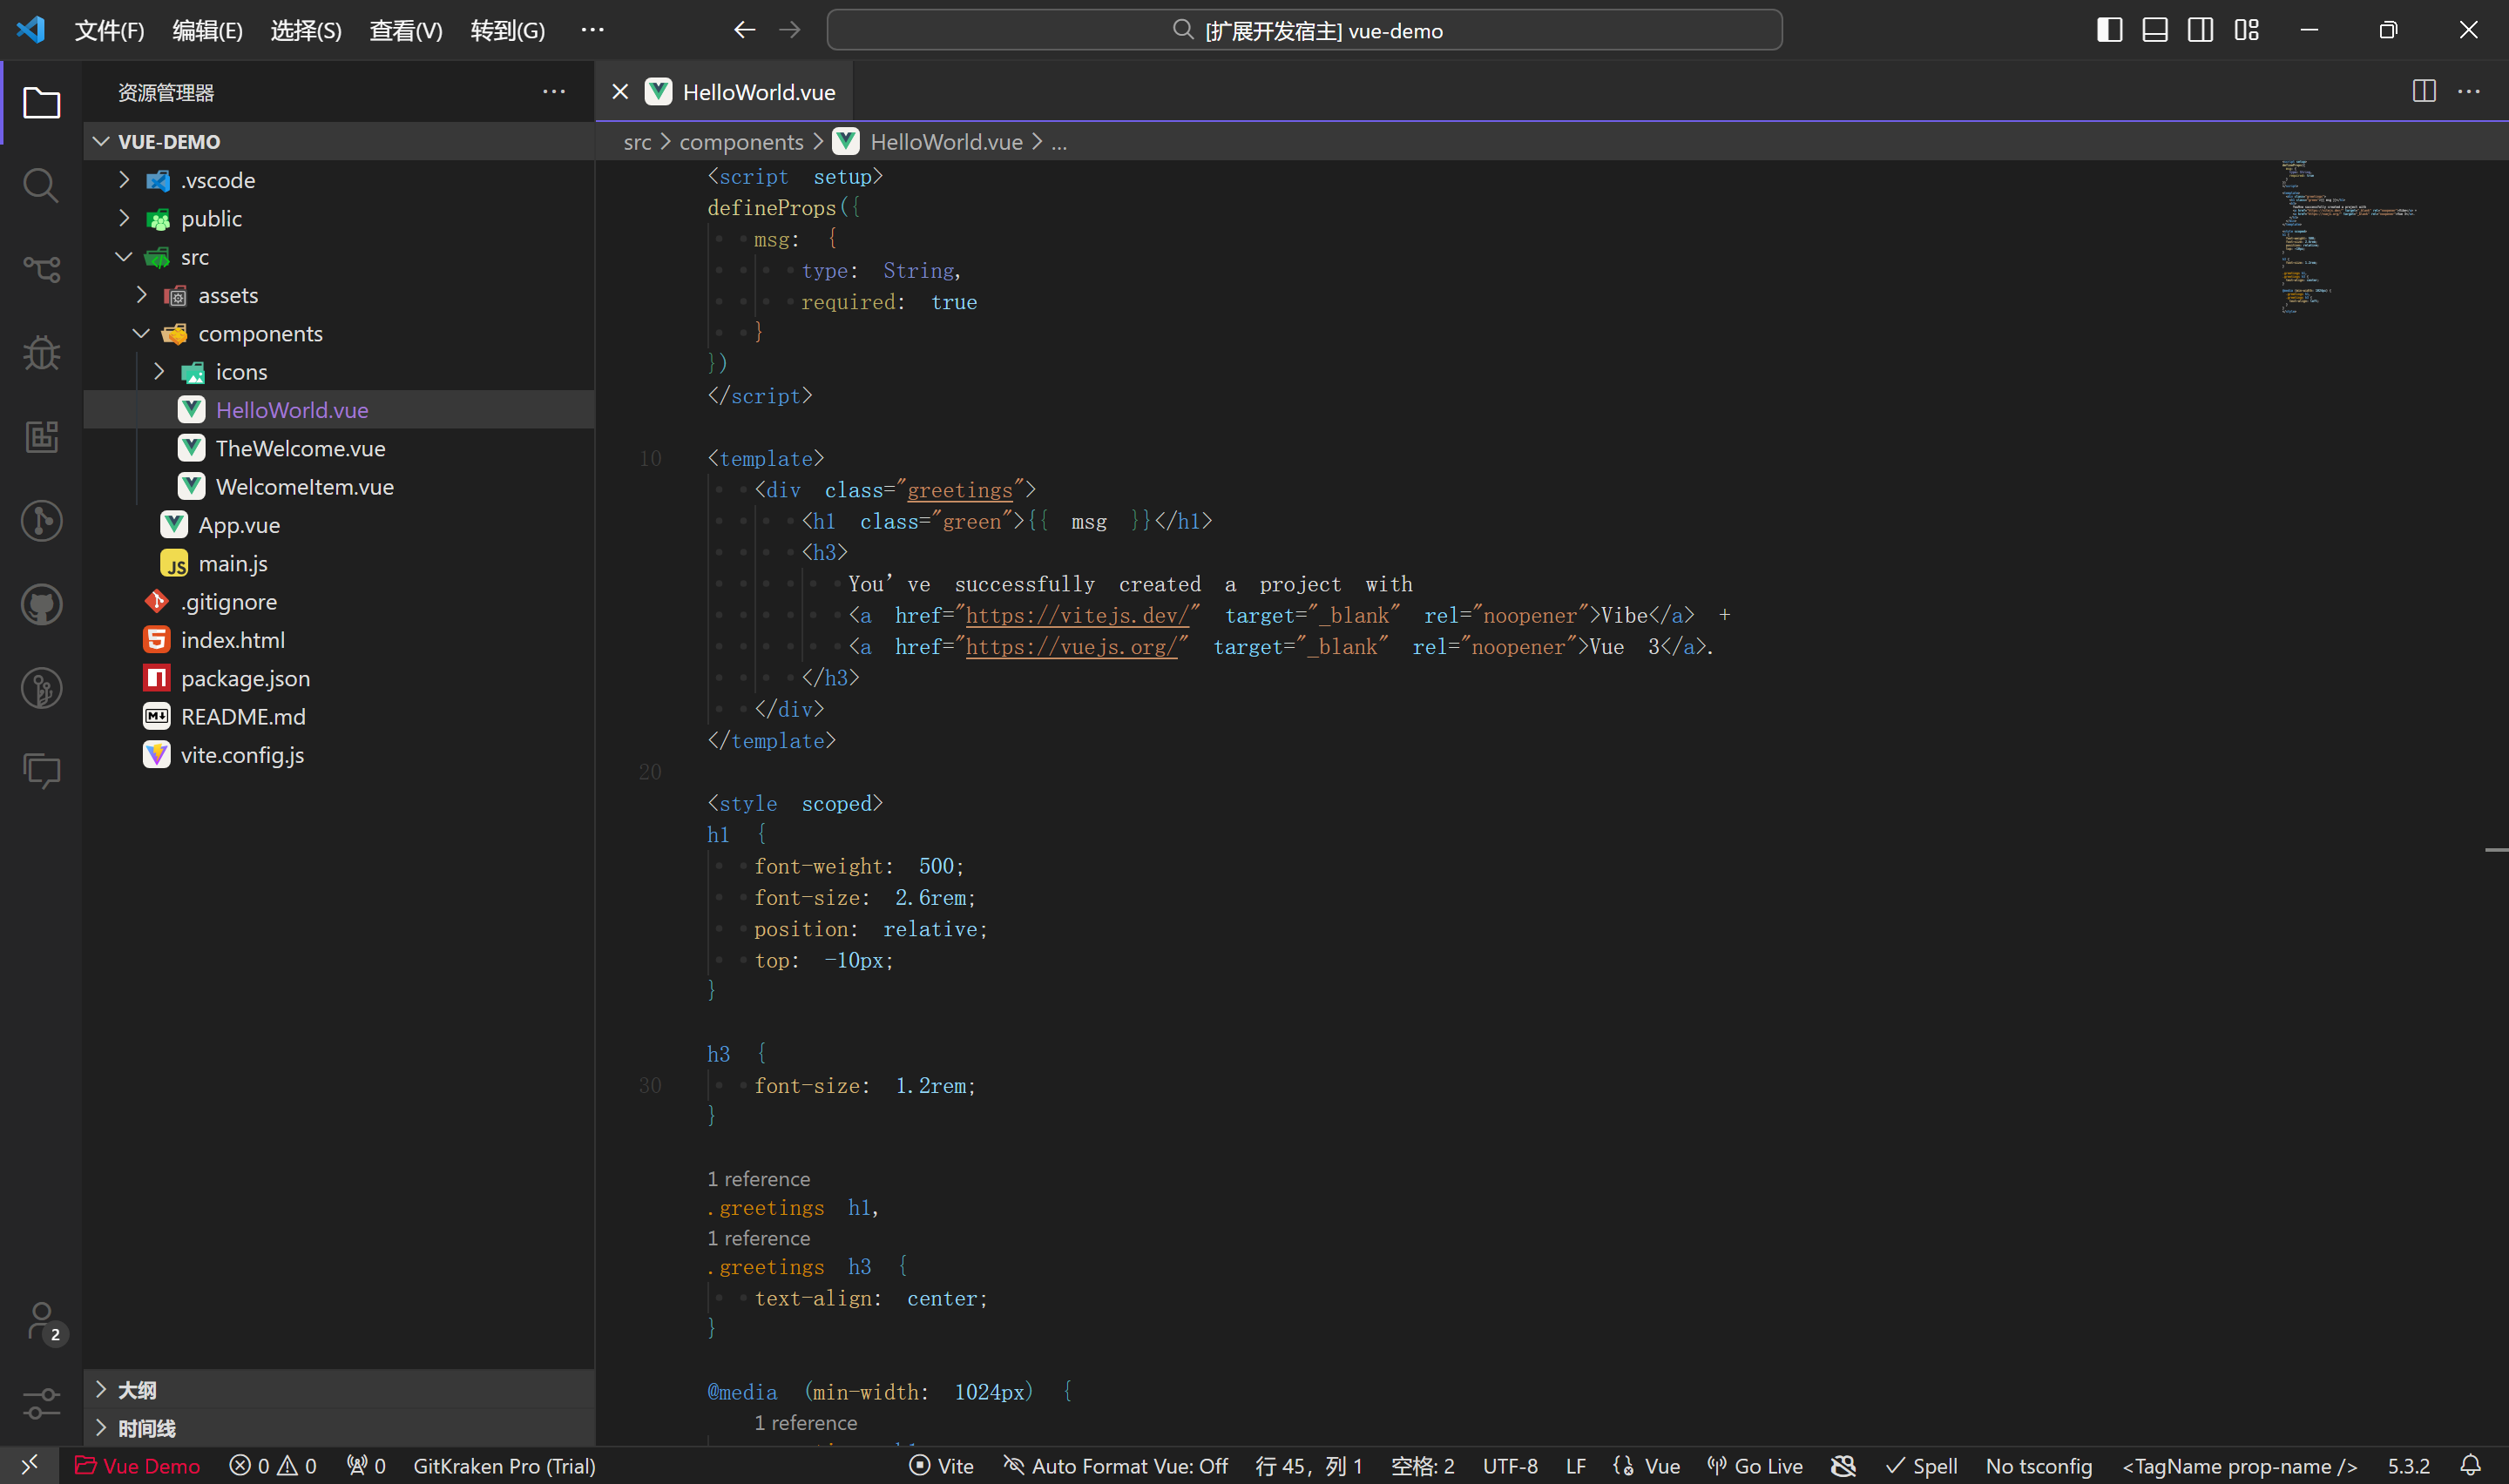 文件(F) 编辑(E) 选择(S) 查看(V) 转到(G) ··· [扩展开发宿主] vue-demo
资源管理器 ···
VUE-DEMO
.vscode
public
src
assets
components
icons
HelloWorld.vue
TheWelcome.vue
WelcomeItem.vue
App.vue
main.js
.gitignore
index.html
package.json
README.md
vite.config.js
大纲
时间线
2
HelloWorld.vue
src > components > HelloWorld.vue > ...
<script setup>
defineProps({
msg: {
type: String,
required: true
}
})
</script>
10 <template>
<div class="greetings">
<h1 class="green">{{ msg }}</h1>
<h3>
You’ve successfully created a project with
<a href="https://vitejs.dev/" target="_blank" rel="noopener">Vibe</a> +
<a href="https://vuejs.org/" target="_blank" rel="noopener">Vue 3</a>.
</h3>
</div>
</template>
20
<style scoped>
h1 {
font-weight: 500;
font-size: 2.6rem;
position: relative;
top: -10px;
}
h3 {
30 font-size: 1.2rem;
}
1 reference
.greetings h1,
1 reference
.greetings h3 {
text-align: center;
}
@media (min-width: 1024px) {
1 reference
Vue Demo 0 0 0 GitKraken Pro (Trial) Vite Auto Format Vue: Off 行 45, 列 1 空格: 2 UTF-8 LF Vue Go Live Spell No tsconfig <TagName prop-name /> 5.3.2